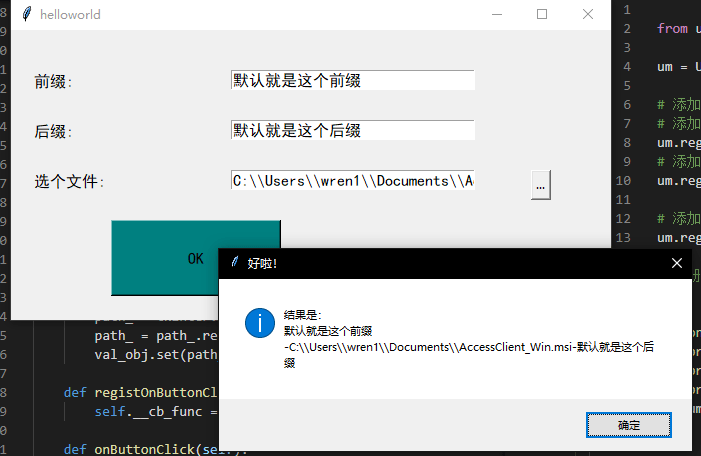 helloworld
前缀:
默认就是这个前缀
后缀:
默认就是这个后缀
选个文件:
C:\\Users\\wren1\\Documents\\Ac
...
OK
好啦!
结果是:
默认就是这个前缀
-C:\\Users\\wren1\\Documents\\AccessClient_Win.msi-默认就是这个后
缀
确定
path_ = path_.re
val_obj.set(path
def registOnButtonCl
self.__cb_func =
def onButtonClick(self):
1
2 from u
3
4 um = U
5
6 # 添加
7 # 添加
8 um.reg
9 # 添加
10 um.reg
11
12 # 添加
13 um.reg